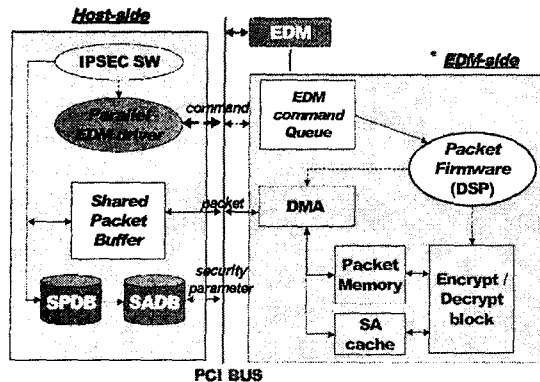 Host-side
EDM
EDM-side
IPSEC SW
Parallel
EDM driver
command
EDM
command
Queue
Packet
Firmware
(DSP)
Shared
Packet
Buffer
packet
DMA
security
parameter
SPDB
SADB
Packet
Memory
SA
cache
Encrypt /
Decrypt
block
PCI BUS